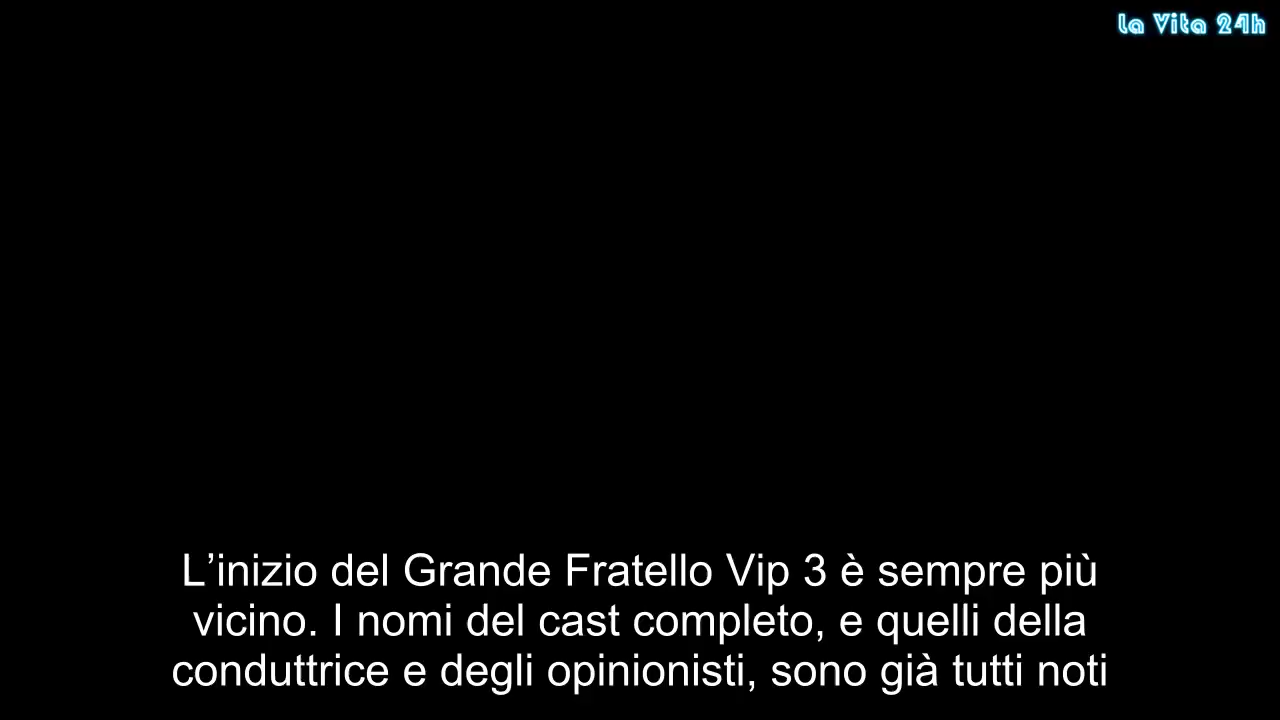 La Vita 24h
L’inizio del Grande Fratello Vip 3 è sempre più
vicino. I nomi del cast completo, e quelli della
conduttrice e degli opinionisti, sono già tutti noti